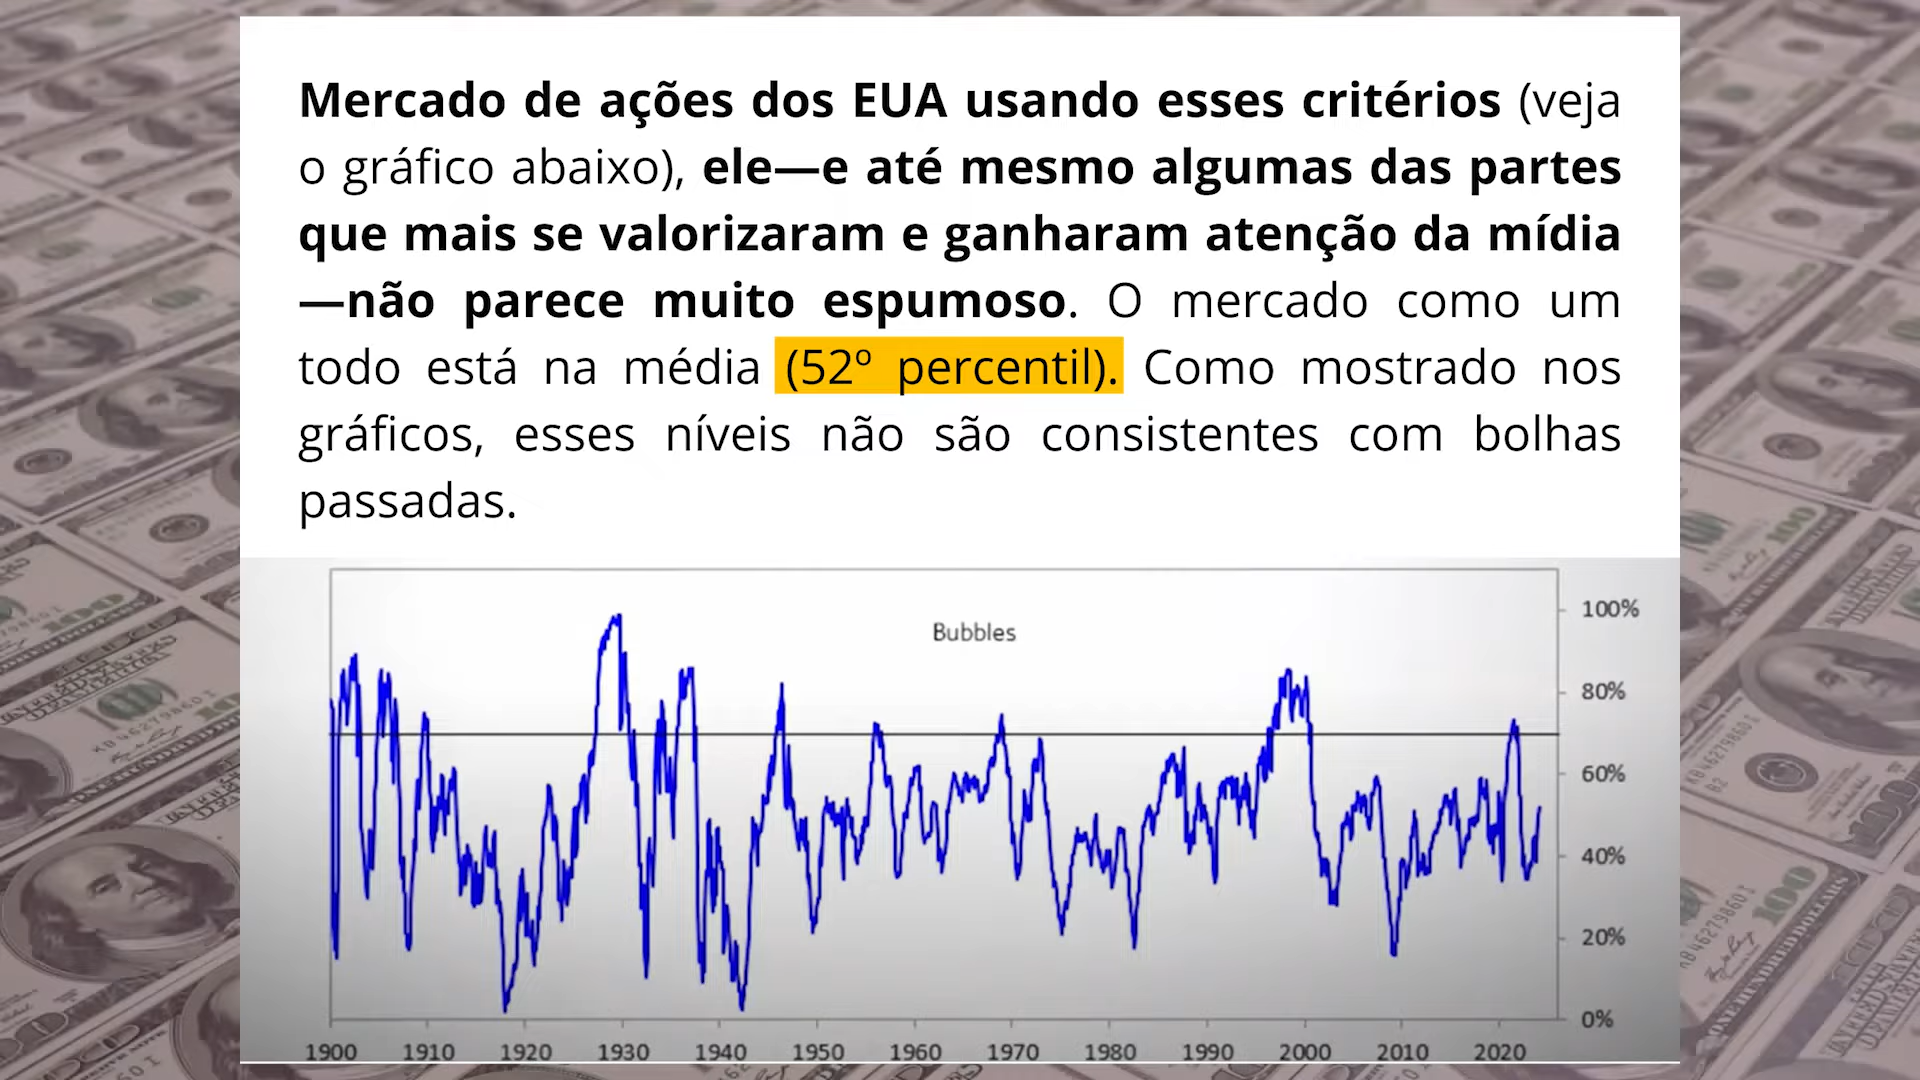 Mercado de ações dos EUA usando esses critérios (veja
o gráfico abaixo), ele—e até mesmo algumas das partes
que mais se valorizaram e ganharam atenção da mídia
—não parece muito espumoso. O mercado como um
todo está na média (52º percentil). Como mostrado nos
gráficos, esses níveis não são consistentes com bolhas
passadas.
Bubbles
100%
80%
60%
40%
20%
0%
1900 1910 1920 1930 1940 1950 1960 1970 1980 1990 2000 2010 2020